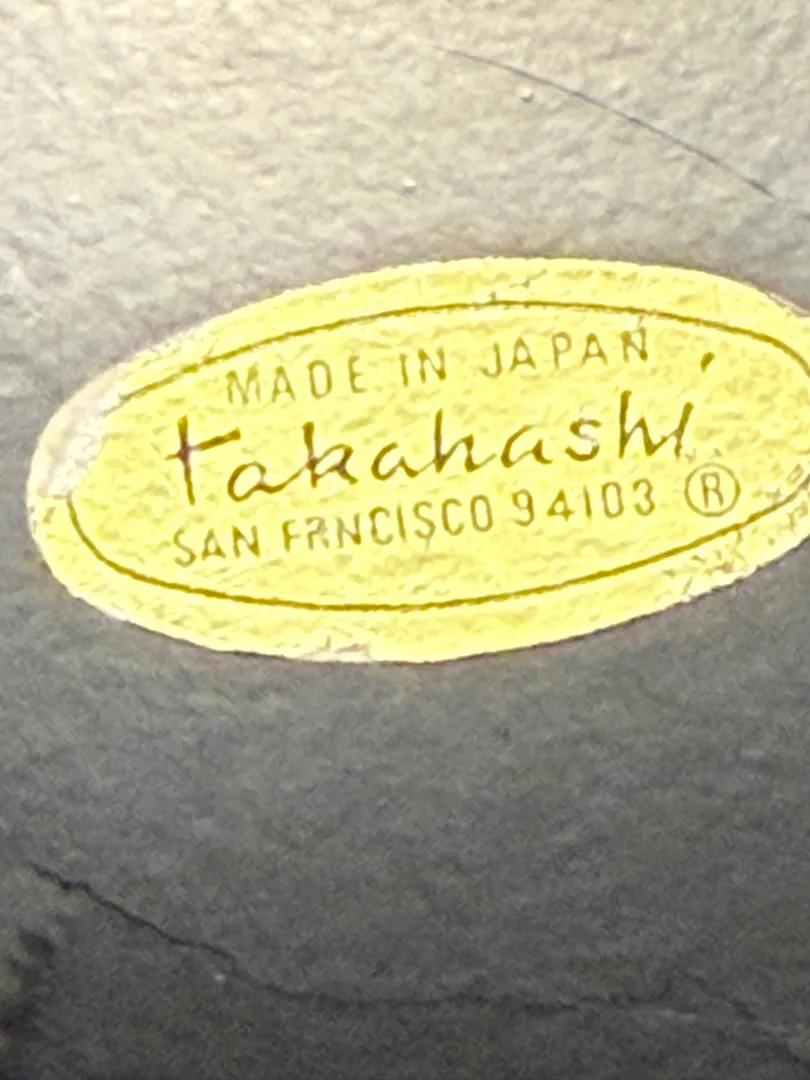 MADE IN JAPAN
takahashi
SAN FRNCISCO 94103 ®